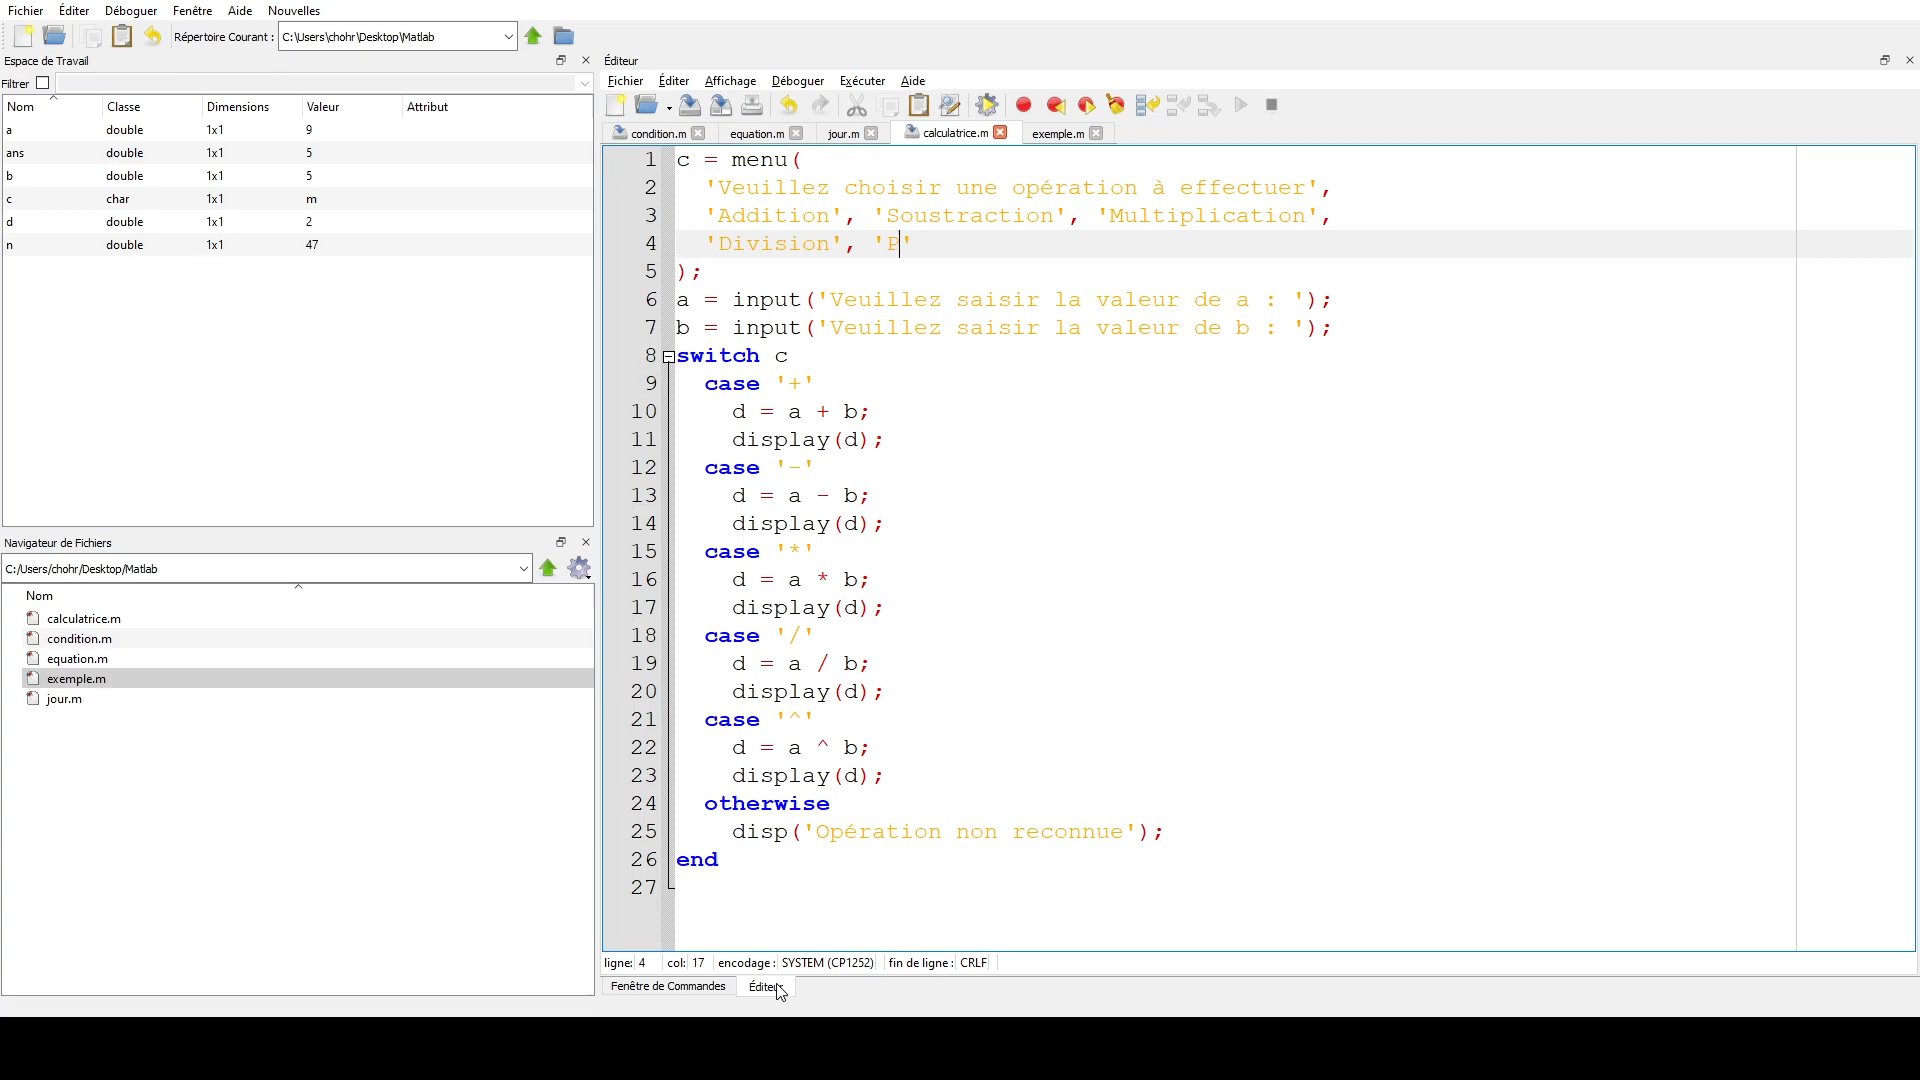 Fichier Éditer Déboguer Fenêtre Aide Nouvelles
Répertoire Courant : C:\Users\chohr\Desktop\Matlab
Espace de Travail
Filtrer
Nom Classe Dimensions Valeur Attribut
a double 1x1 9
ans double 1x1 5
b double 1x1 5
c char 1x1 m
d double 1x1 2
n double 1x1 47
Navigateur de Fichiers
C:/Users/chohr/Desktop/Matlab
Nom
calculatrice.m
condition.m
equation.m
exemple.m
jour.m
Éditeur
Fichier Éditer Affichage Déboguer Exécuter Aide
condition.m equation.m jour.m calculatrice.m exemple.m
1 c = menu(
2 'Veuillez choisir une opération à effectuer',
3 'Addition', 'Soustraction', 'Multiplication',
4 'Division', 'P'
5 );
6 a = input('Veuillez saisir la valeur de a : ');
7 b = input('Veuillez saisir la valeur de b : ');
8 switch c
9 case '+'
10 d = a + b;
11 display(d);
12 case '-'
13 d = a - b;
14 display(d);
15 case '*'
16 d = a * b;
17 display(d);
18 case '/'
19 d = a / b;
20 display(d);
21 case '^'
22 d = a ^ b;
23 display(d);
24 otherwise
25 disp('Opération non reconnue');
26 end
27
ligne: 4 col: 17 encodage : SYSTEM (CP1252) fin de ligne : CRLF
Fenêtre de Commandes Éditeur